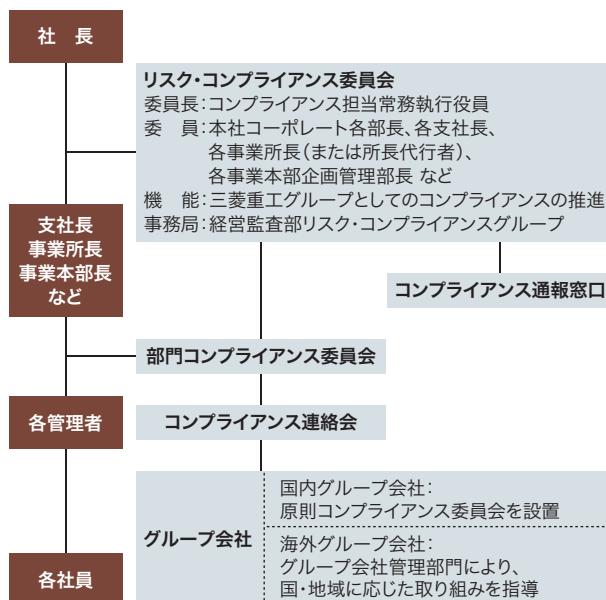 社　長
リスク・コンプライアンス委員会
委員長：コンプライアンス担当常務執行役員
委　員：本社コーポレート各部長、各支社長、
各事業所長（または所長代行者）、
各事業本部企画管理部長 など
機　能：三菱重工グループとしてのコンプライアンスの推進
事務局：経営監査部リスク・コンプライアンスグループ
支社長
事業所長
事業本部長
など
コンプライアンス通報窓口
部門コンプライアンス委員会
各管理者
コンプライアンス連絡会
グループ会社
国内グループ会社：
原則コンプライアンス委員会を設置
海外グループ会社：
グループ会社管理部門により、
国・地域に応じた取り組みを指導
各社員